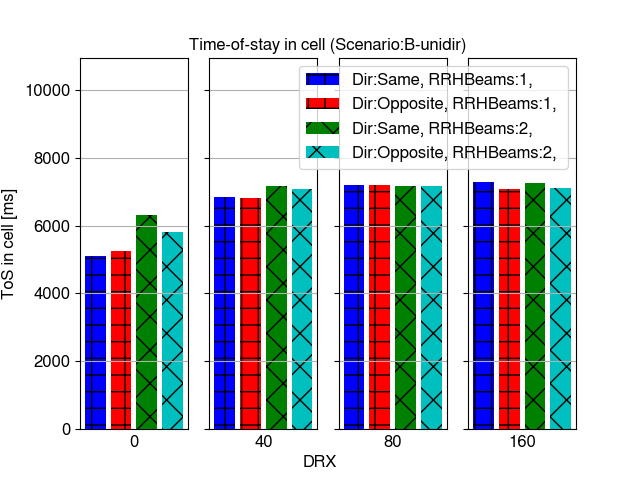 Time-of-stay in cell (Scenario:B-unidir)
Dir:Same, RRHBeams:1,
Dir:Opposite, RRHBeams:1,
Dir:Same, RRHBeams:2,
Dir:Opposite, RRHBeams:2,
ToS in cell [ms]
10000
8000
6000
4000
2000
0
0 40 80 160
DRX